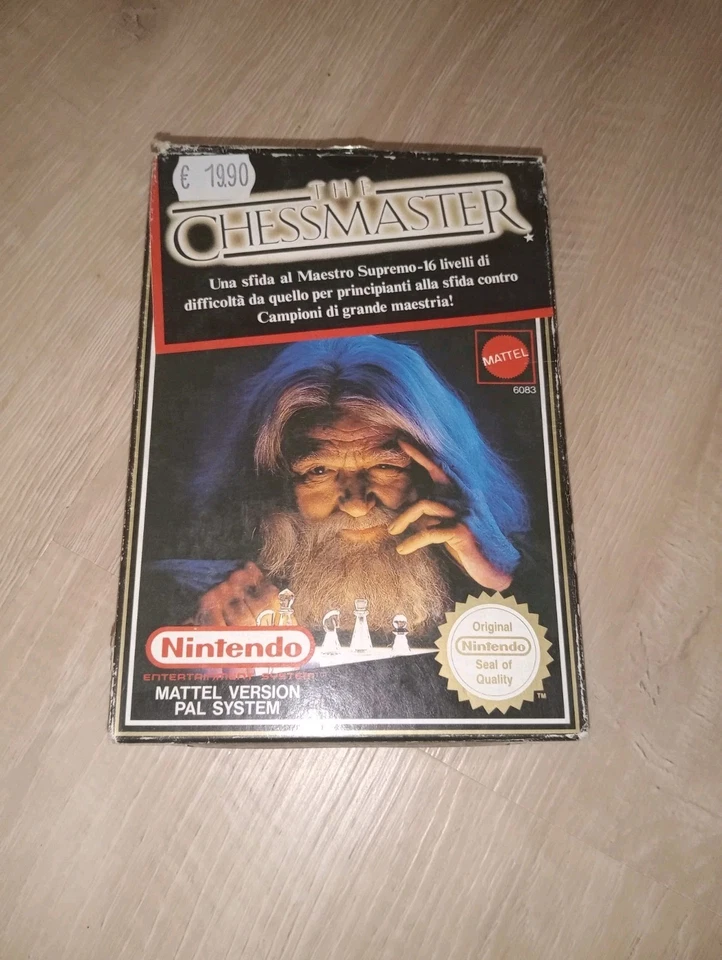 € 19.90
THE
CHESSMASTER
Una sfida al Maestro Supremo-16 livelli di
difficoltà da quello per principianti alla sfida contro
Campioni di grande maestria!
MATTEL
6083
Nintendo
ENTERTAINMENT SYSTEM
MATTEL VERSION
PAL SYSTEM
Original
Nintendo
Seal of
Quality
TM